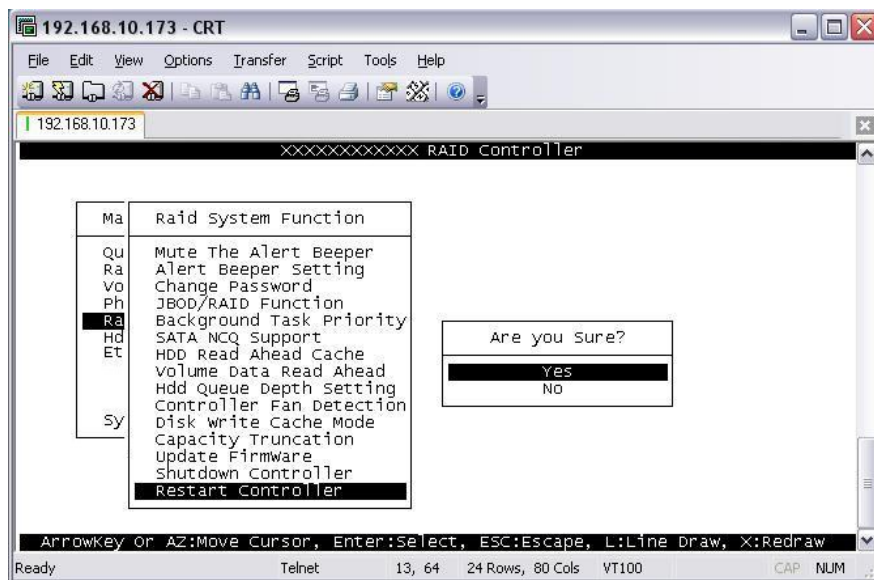 192.168.10.173 - CRT
File Edit View Options Transfer Script Tools Help
192.168.10.173
XXXXXXXXXXXX RAID Controller
Ma
Raid System Function
Qu
Mute The Alert Beeper
Ra
Alert Beeper Setting
Vo
Change Password
Ph
JBOD/RAID Function
Ra
Background Task Priority
Hd
SATA NCQ Support
Et
HDD Read Ahead Cache
Volume Data Read Ahead
Hdd Queue Depth Setting
Controller Fan Detection
Sy
Disk Write Cache Mode
Capacity Truncation
Update Firmware
Shutdown Controller
Restart Controller
Are you Sure?
Yes
No
ArrowKey Or AZ:Move Cursor, Enter:Select, ESC:Escape, L:Line Draw, X:Redraw
Ready Telnet 13, 64 24 Rows, 80 Cols VT100 CAP NUM